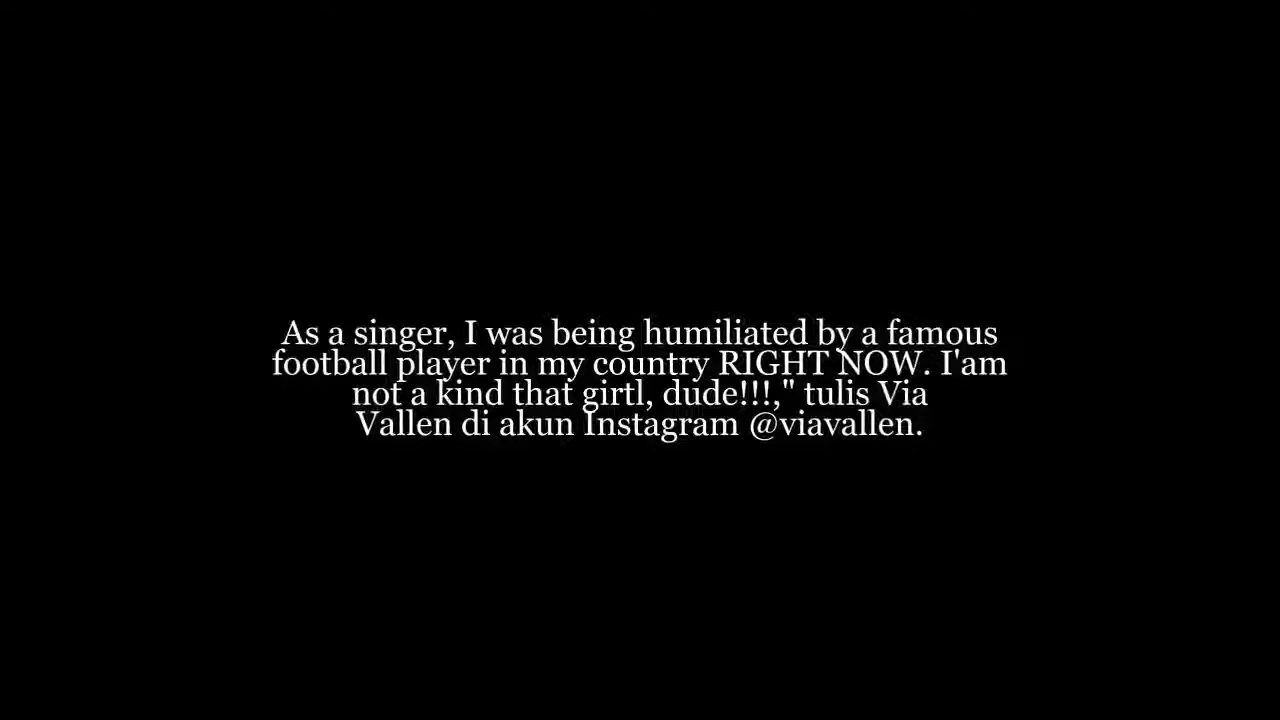 As a singer, I was being humiliated by a famous
football player in my country RIGHT NOW. I'am
not a kind that girtl, dude!!!," tulis Via
Vallen di akun Instagram @viavallen.